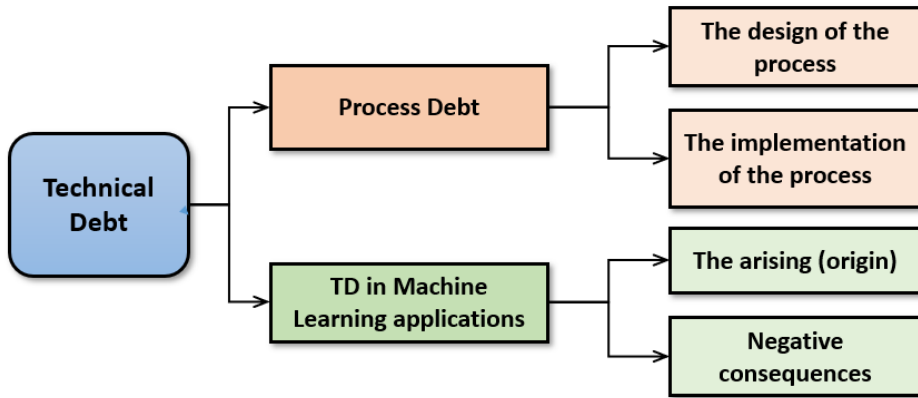 Technical
Debt
Process Debt
TD in Machine
Learning applications
The design of the
process
The implementation
of the process
The arising (origin)
Negative
consequences